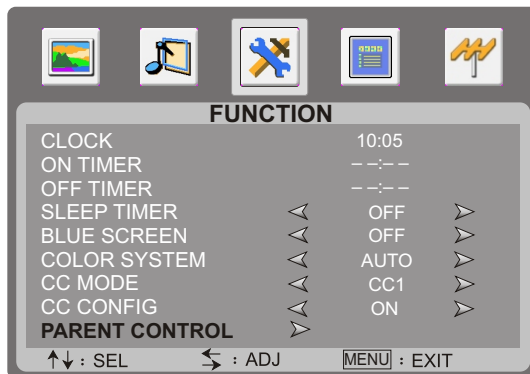 FUNCTION
CLOCK 10:05
ON TIMER – –:– –
OFF TIMER – –:– –
SLEEP TIMER OFF
BLUE SCREEN OFF
COLOR SYSTEM AUTO
CC MODE CC1
CC CONFIG ON
PARENT CONTROL
: SEL : ADJ MENU : EXIT